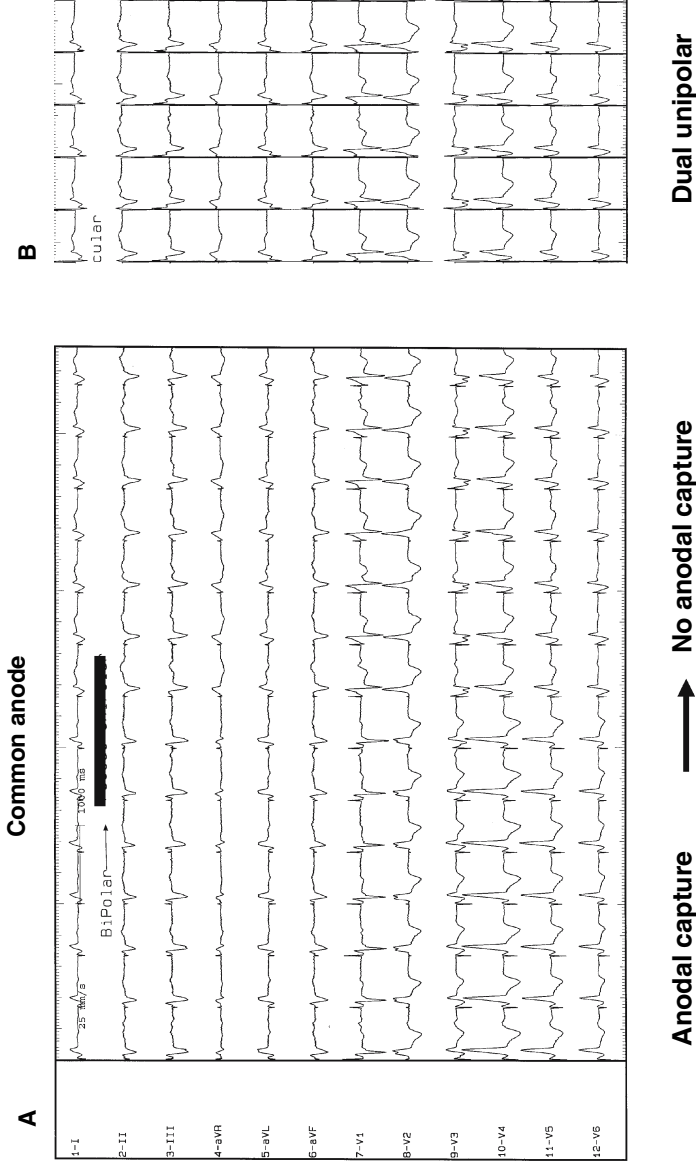 A
Common anode
B
25 mm/s
1000 ms
BiPolar
cular
1-I
2-II
3-III
4-aVR
5-aVL
6-aVF
7-V1
8-V2
9-V3
10-V4
11-V5
12-V6
Anodal capture
No anodal capture
Dual unipolar